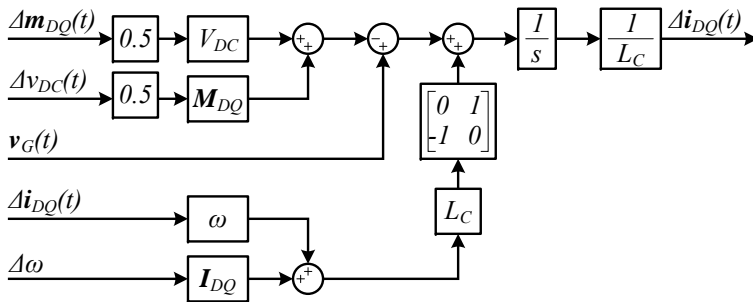 Δm_DQ(t) 0.5 V_DC + + − + + + 1/s 1/L_C Δi_DQ(t)
Δv_DC(t) 0.5 M_DQ
v_G(t)
[0 1
-1 0]
L_C
Δi_DQ(t) ω
Δω I_DQ + +